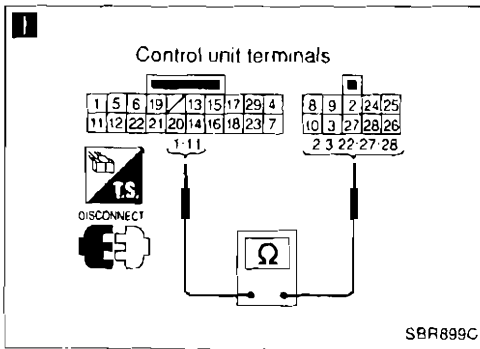 I
Control unit terminals
1 5 6 19 13 15 17 29 4
11 12 22 21 20 14 16 18 23 7
8 9 2 24 25
10 3 27 28 26
1·11
2 3 22·27·28
T.S.
DISCONNECT
Ω
SBR899C